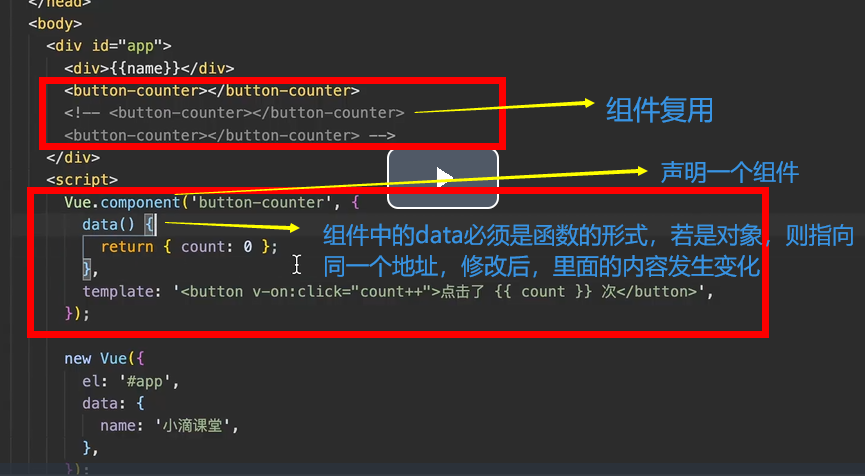 </head>
<body>
<div id="app">
<div>{{name}}</div>
<button-counter></button-counter>
<!-- <button-counter></button-counter>
<button-counter></button-counter> -->
组件复用
</div>
<script>
声明一个组件
Vue.component('button-counter', {
data() {
return { count: 0 };
},
组件中的data必须是函数的形式，若是对象，则指向
同一个地址，修改后，里面的内容发生变化
template: '<button v-on:click="count++">点击了 {{ count }} 次</button>',
});
new Vue({
el: '#app',
data: {
name: '小滴课堂',
},
});